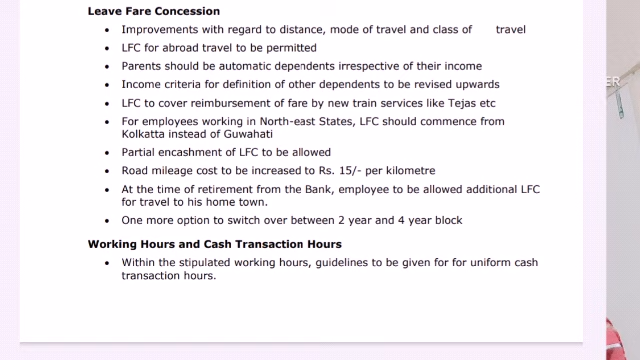 Leave Fare Concession
• Improvements with regard to distance, mode of travel and class of travel
• LFC for abroad travel to be permitted
• Parents should be automatic dependents irrespective of their income
• Income criteria for definition of other dependents to be revised upwards
• LFC to cover reimbursement of fare by new train services like Tejas etc
• For employees working in North-east States, LFC should commence from
Kolkatta instead of Guwahati
• Partial encashment of LFC to be allowed
• Road mileage cost to be increased to Rs. 15/- per kilometre
• At the time of retirement from the Bank, employee to be allowed additional LFC
for travel to his home town.
• One more option to switch over between 2 year and 4 year block
Working Hours and Cash Transaction Hours
• Within the stipulated working hours, guidelines to be given for for uniform cash
transaction hours.